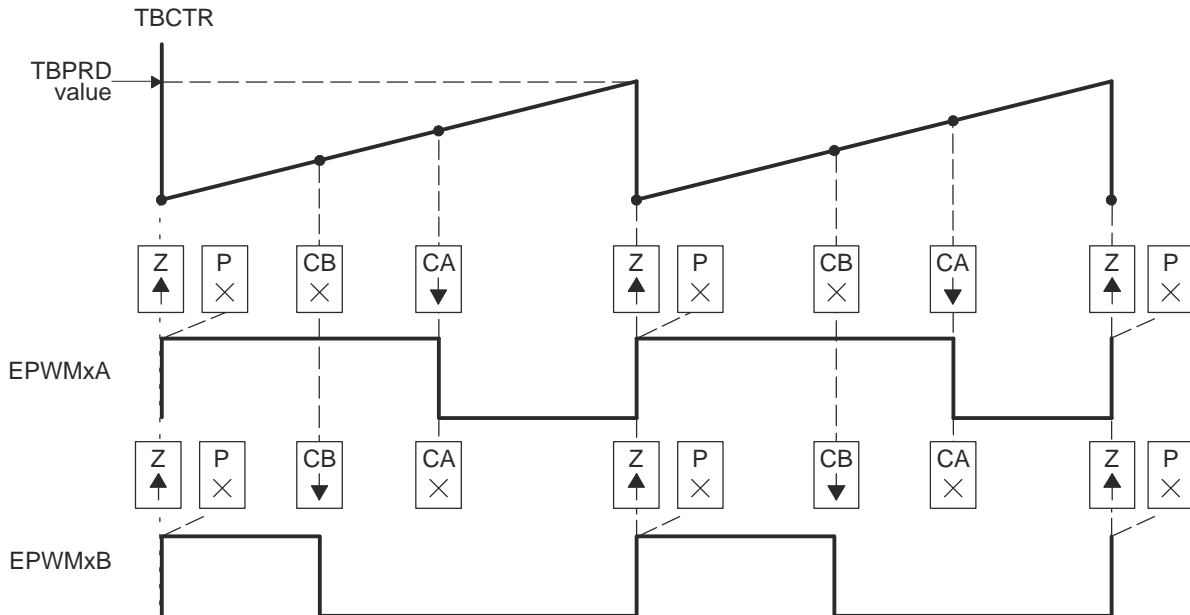 TBCTR
TBPRD
value
Z P CB CA Z P CB CA Z P
EPWMxA
Z P CB CA Z P CB CA Z P
EPWMxB